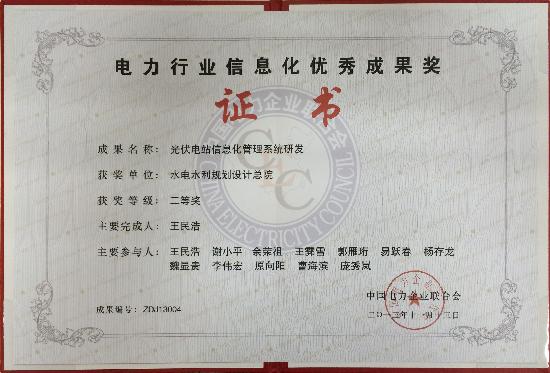 电力行业信息化优秀成果奖
证书
成果名称：光伏电站信息化管理系统研发
获奖单位：水电水利规划设计总院
获奖等级：二等奖
主要完成人：王民浩
主要参与人：王民浩 谢小平 余荣祖 王霁雪 郭雁珩 易跃春 杨存龙
魏显贵 李伟宏 原向阳 曹海滨 庞秀岚
成果编号：ZDJ13004
中国电力企业联合会
CHINA ELECTRICITY COUNCIL